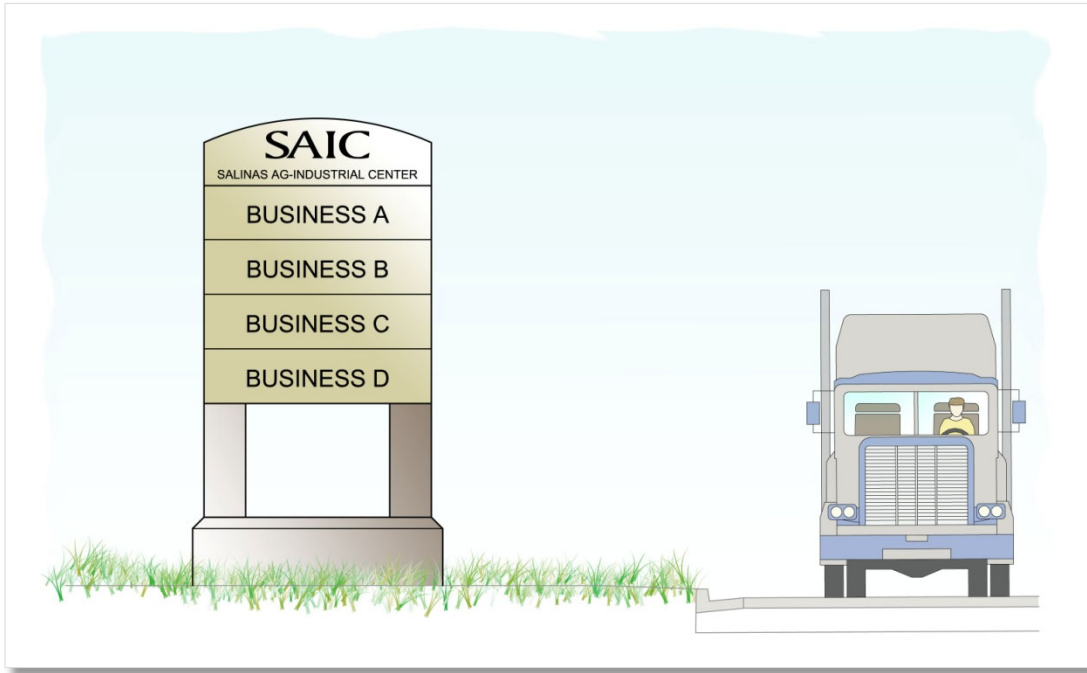 SAIC
SALINAS AG-INDUSTRIAL CENTER
BUSINESS A
BUSINESS B
BUSINESS C
BUSINESS D